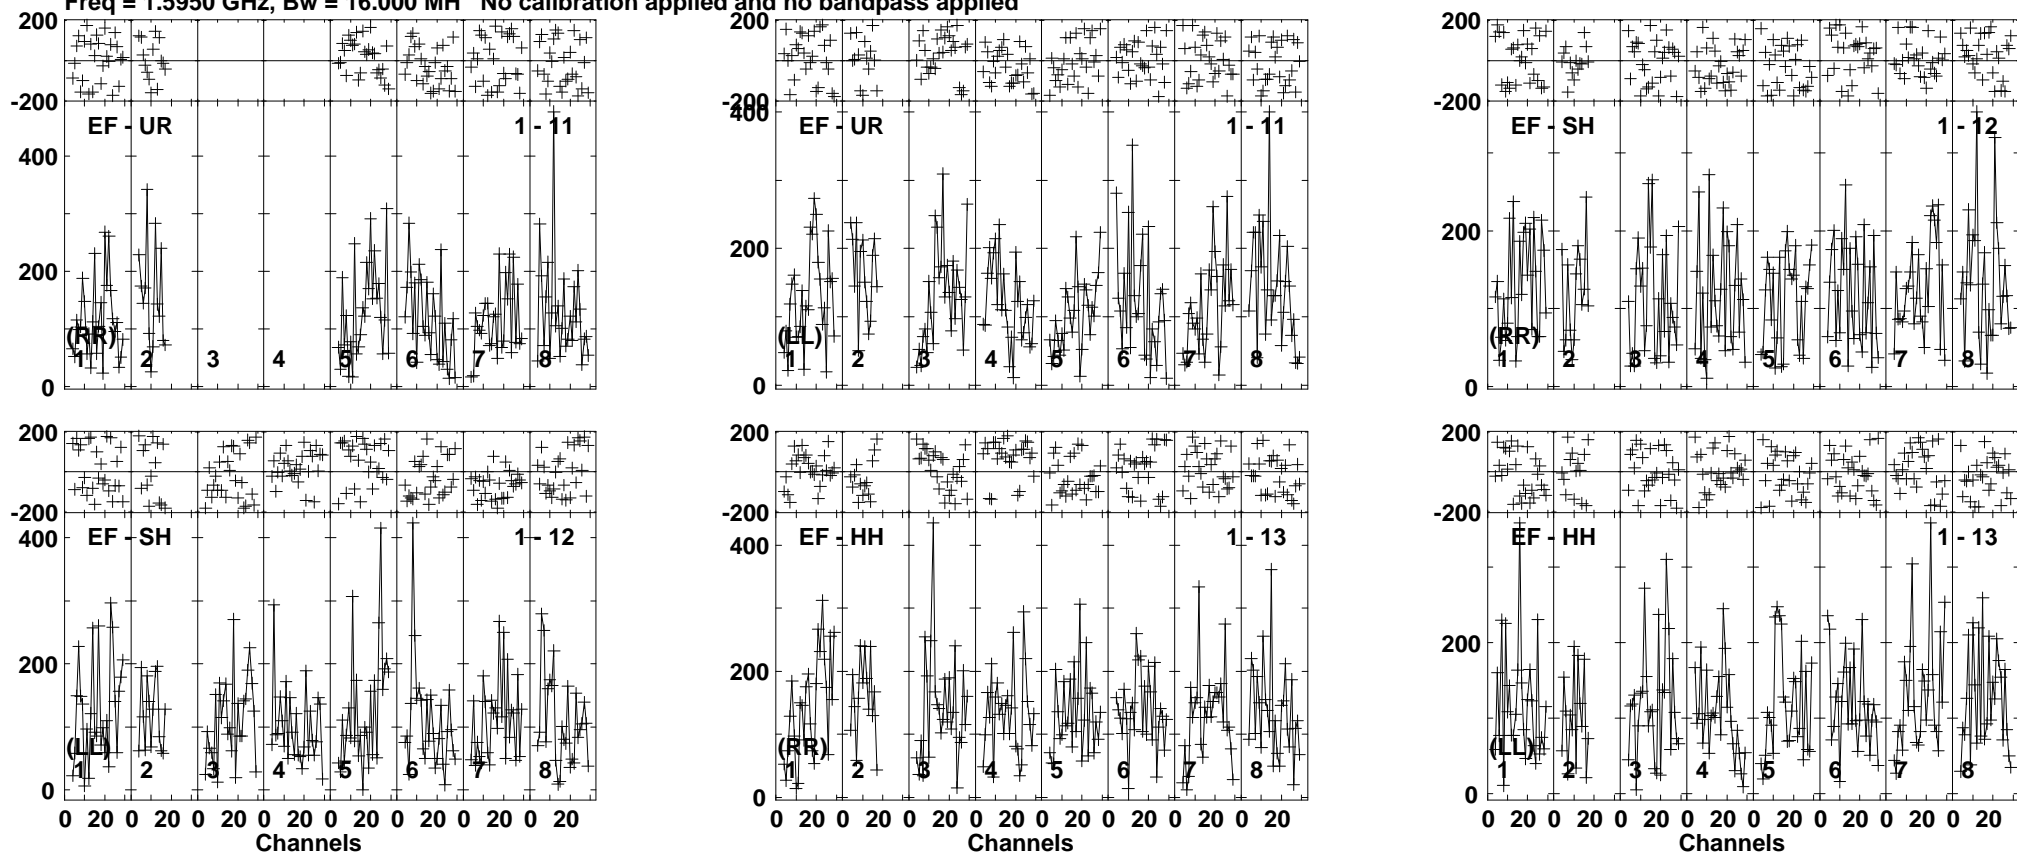 Freq = 1.5950 GHz, Bw = 16.000 MH No calibration applied and no bandpass applied
200 200 200
-200 -200 -200
EF - UR 1 - 11 400 EF - UR 1 - 11 EF - SH 1 - 12
400
200 200 200
(RR) (LL) (RR)
1 2 3 4 5 6 7 8 1 2 3 4 5 6 7 8 1 2 3 4 5 6 7 8
0 0 0
200 200 200
-200 -200 -200
EF - SH 1 - 12 EF - HH 1 - 13 EF - HH 1 - 13
400 400
200 200 200
(LL) (RR) (LL)
1 2 3 4 5 6 7 8 1 2 3 4 5 6 7 8 1 2 3 4 5 6 7 8
0 0 0
0 20 0 20 0 20 0 20 0 20 0 20 0 20 0 20 0 20 0 20 0 20 0 20 0 20 0 20 0 20 0 20 0 20 0 20 0 20 0 20 0 20 0 20 0 20 0 20
Channels Channels Channels